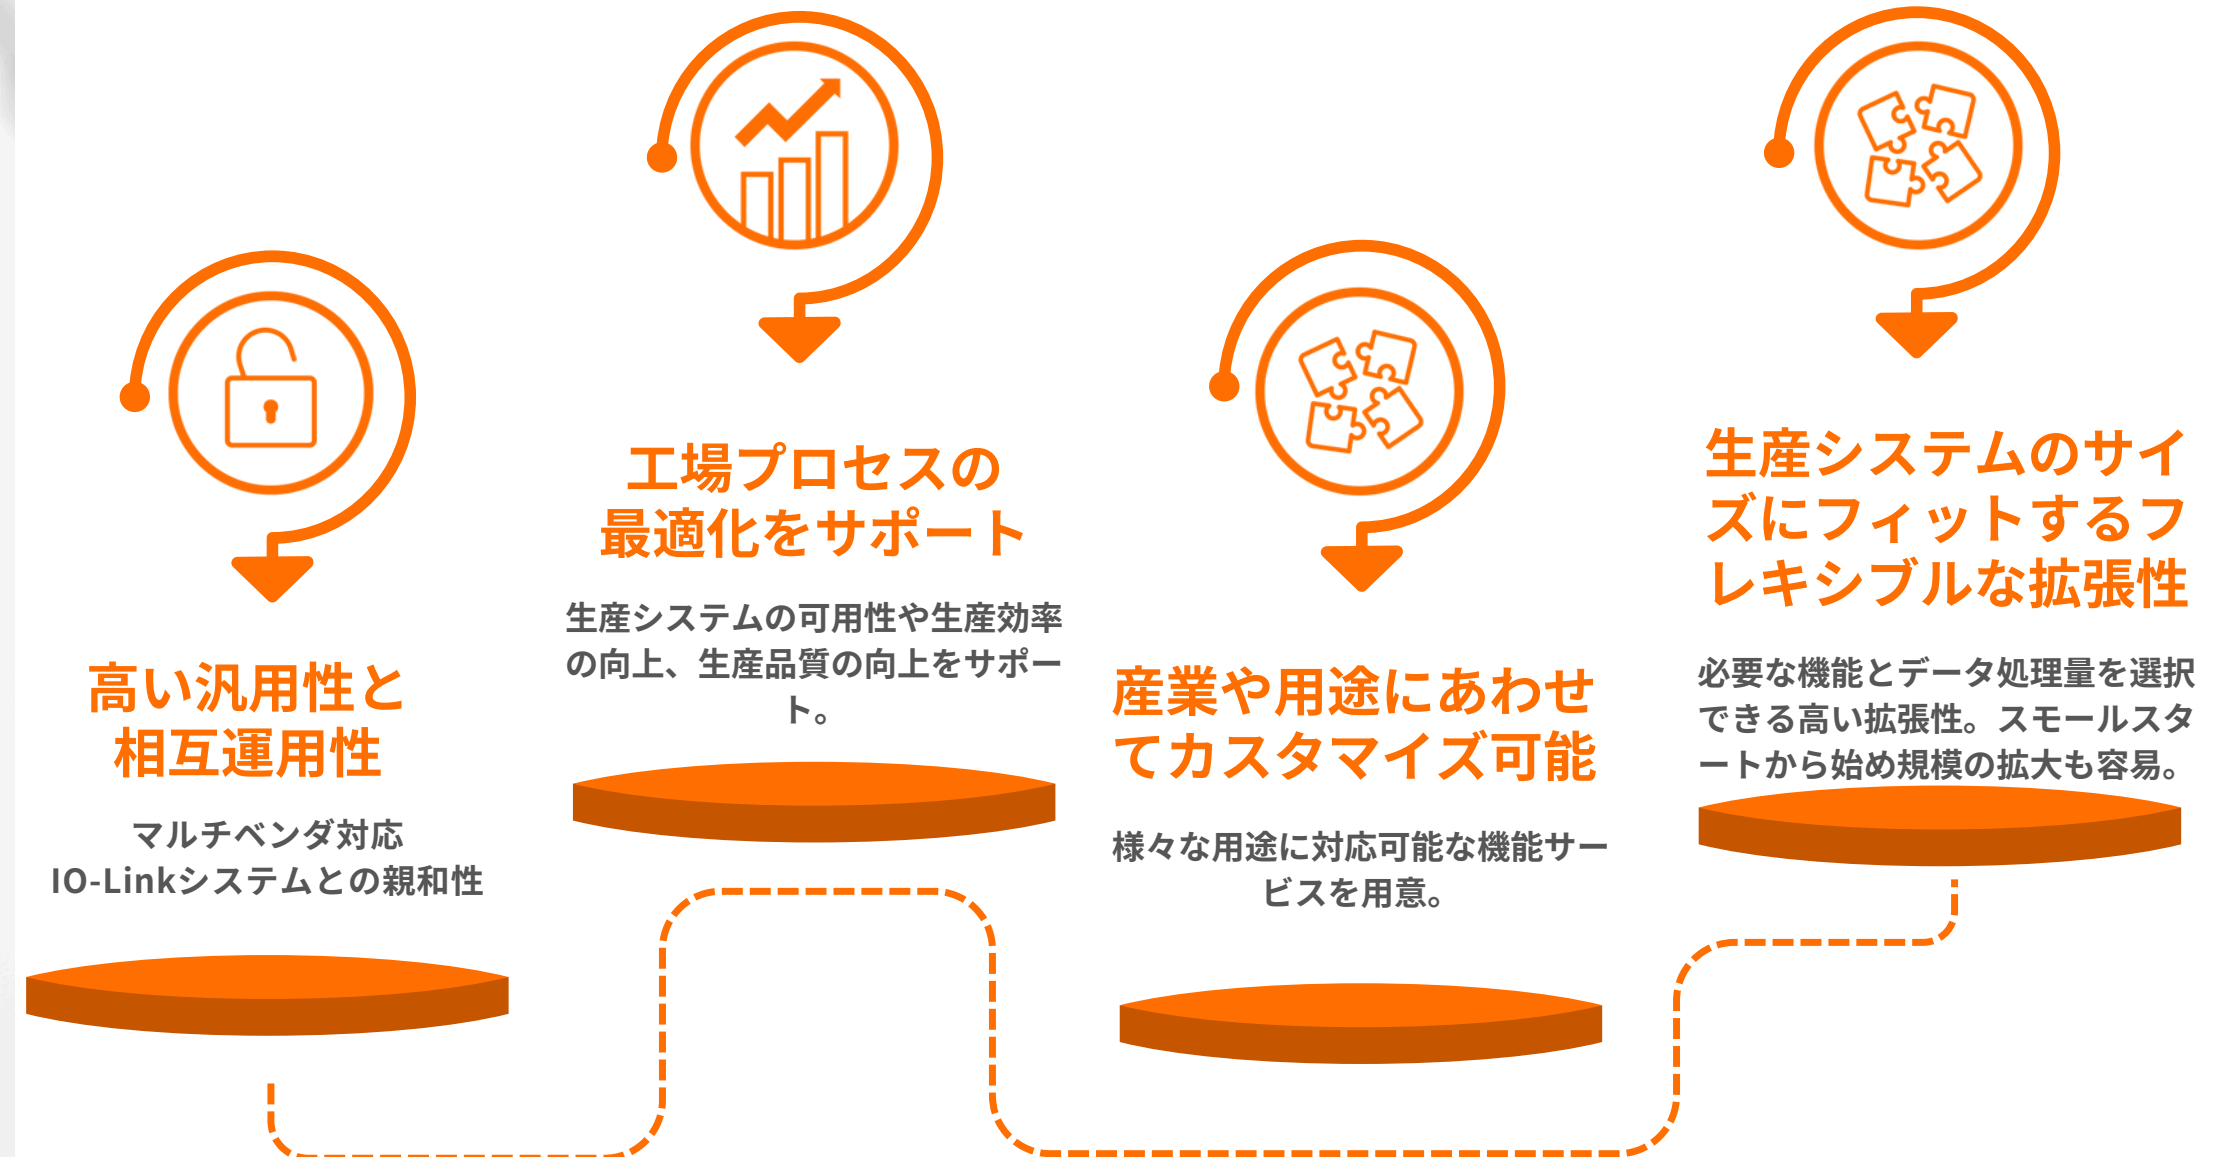 高い汎用性と
相互運用性
マルチベンダ対応
IO-Linkシステムとの親和性
工場プロセスの
最適化をサポート
生産システムの可用性や生産効率
の向上、生産品質の向上をサポー
ト。
産業や用途にあわせ
てカスタマイズ可能
様々な用途に対応可能な機能サー
ビスを用意。
生産システムのサイ
ズにフィットするフ
レキシブルな拡張性
必要な機能とデータ処理量を選択
できる高い拡張性。スモールスタ
ートから始め規模の拡大も容易。